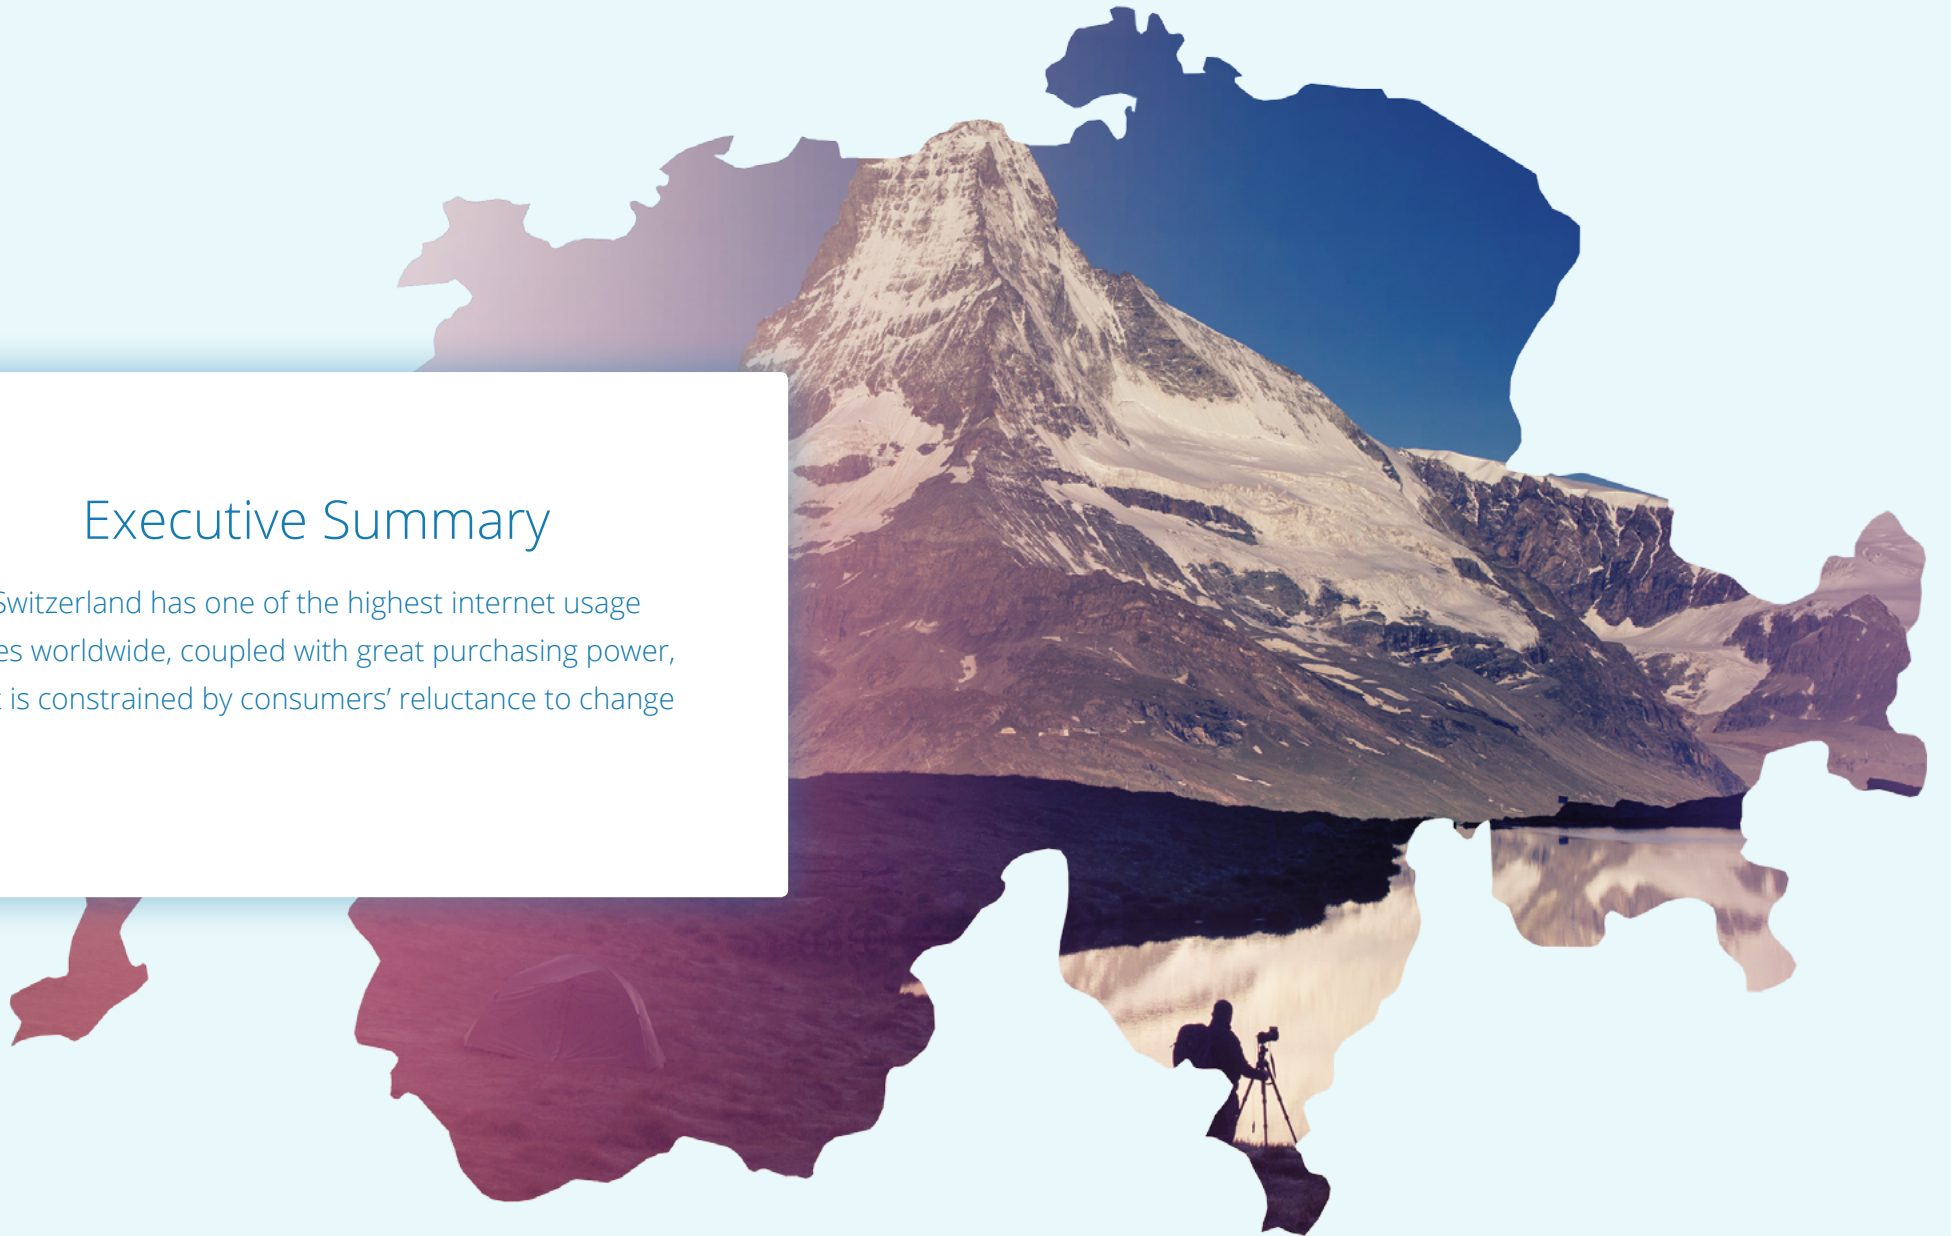 Executive Summary
Switzerland has one of the highest internet usage
worldwide, coupled with great purchasing power,
is constrained by consumers’ reluctance to change